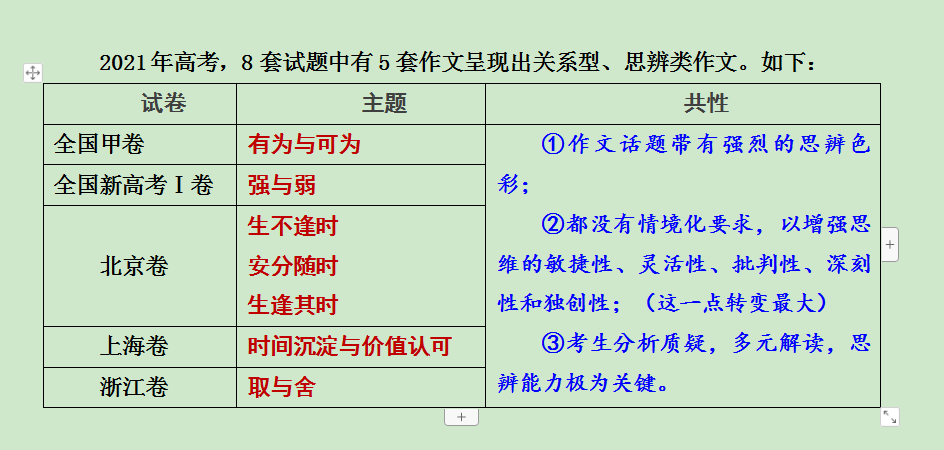 2021年高考，8套试题中有5套作文呈现出关系型、思辨类作文。如下：
试卷 主题 共性
全国甲卷 有为与可为
全国新高考Ⅰ卷 强与弱
北京卷
生不逢时
安分随时
生逢其时
上海卷 时间沉淀与价值认可
浙江卷 取与舍
①作文话题带有强烈的思辨色
彩；
②都没有情境化要求，以增强思
维的敏捷性、灵活性、批判性、深刻
性和独创性；（这一点转变最大）
③考生分析质疑，多元解读，思
辨能力极为关键。